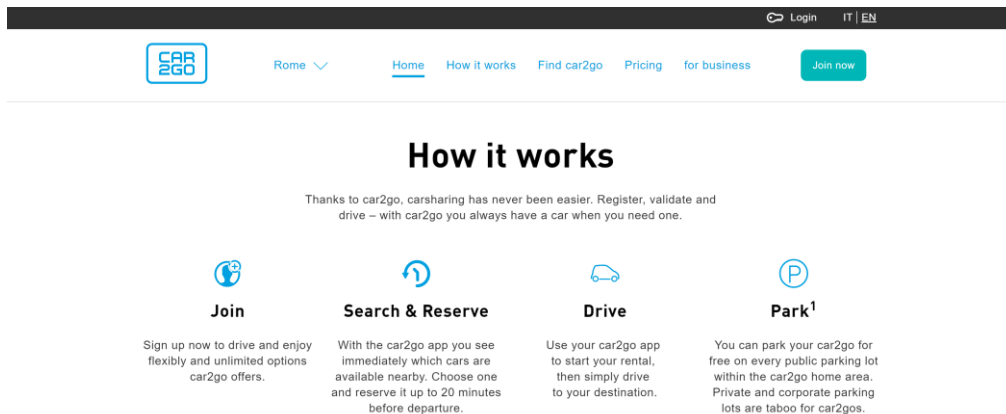 Login IT | EN
CAR
2GO
Rome Home How it works Find car2go Pricing for business Join now
How it works
Thanks to car2go, carsharing has never been easier. Register, validate and
drive – with car2go you always have a car when you need one.
Join
Sign up now to drive and enjoy
flexibly and unlimited options
car2go offers.
Search & Reserve
With the car2go app you see
immediately which cars are
available nearby. Choose one
and reserve it up to 20 minutes
before departure.
Drive
Use your car2go app
to start your rental,
then simply drive
to your destination.
P
Park¹
You can park your car2go for
free on every public parking lot
within the car2go home area.
Private and corporate parking
lots are taboo for car2gos.